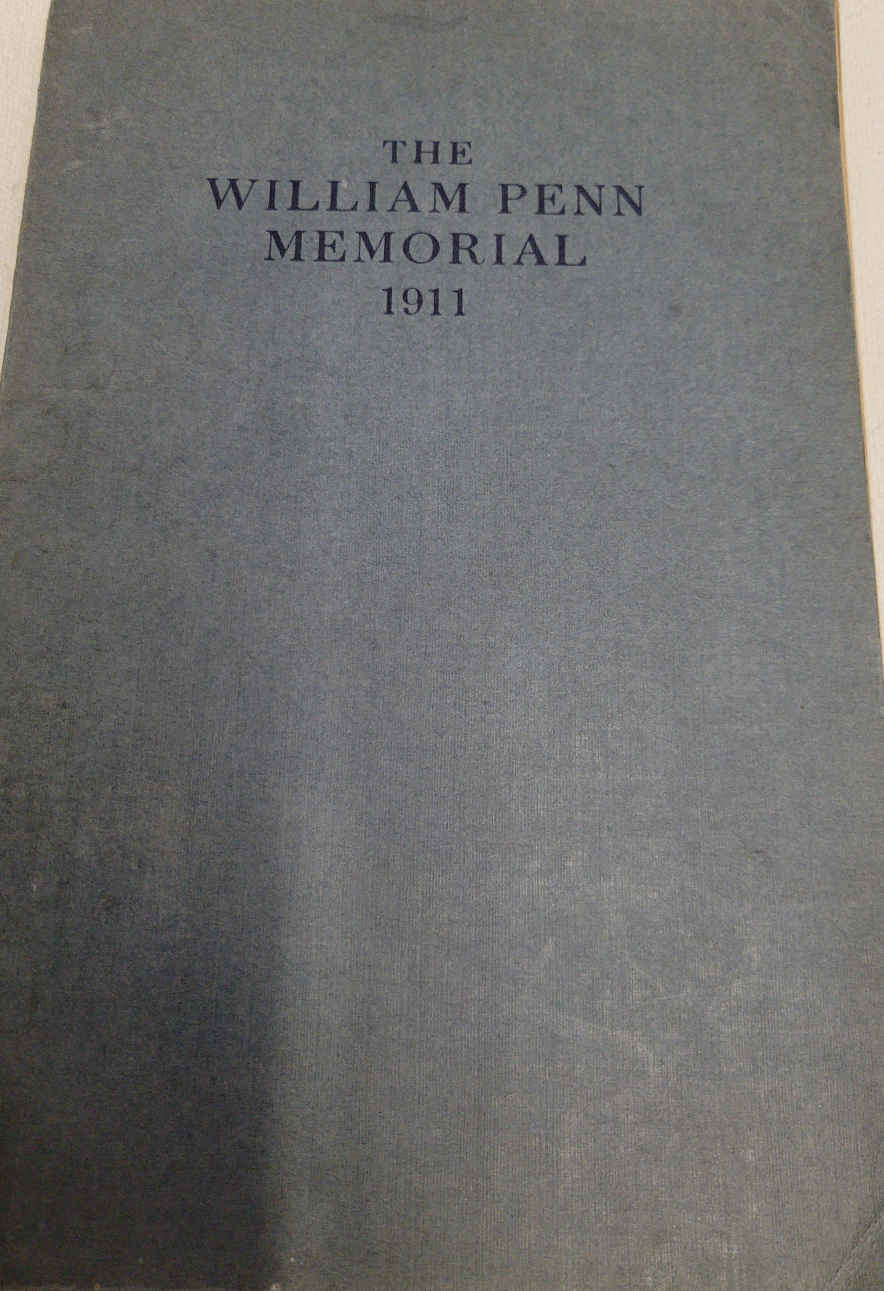 THE
WILLIAM PENN
MEMORIAL
1911